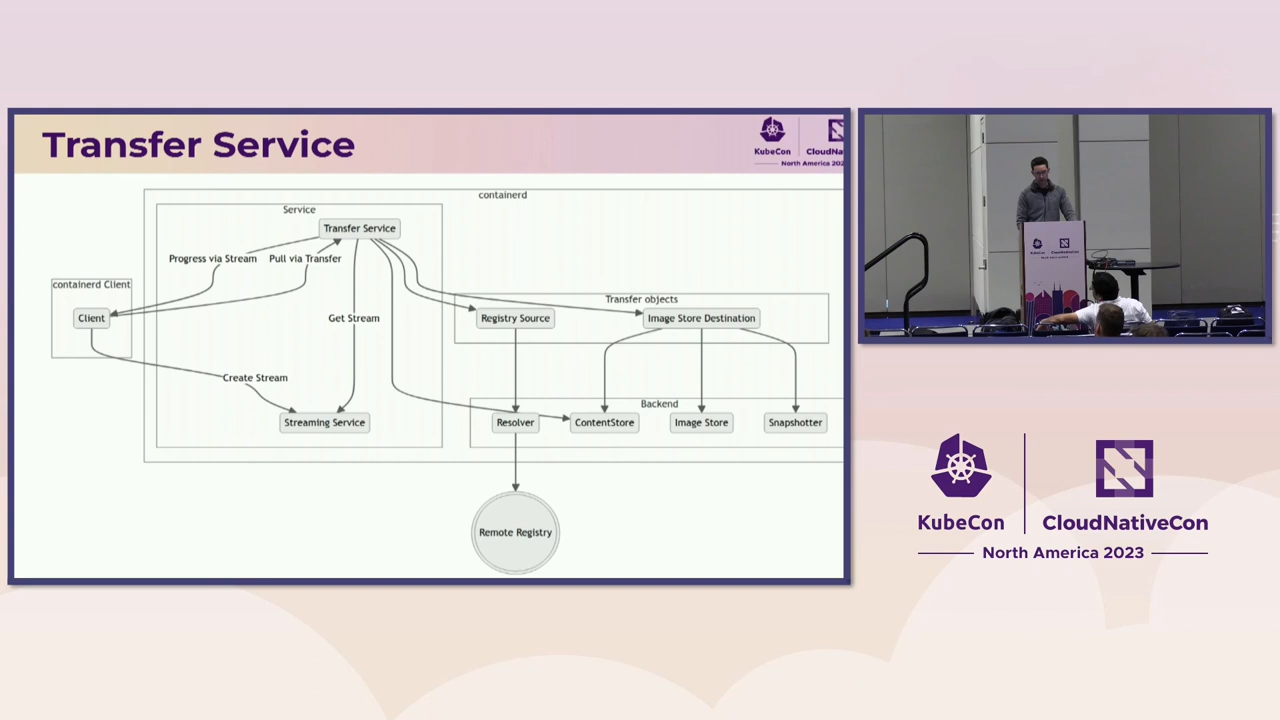 Transfer Service
KubeCon
CloudNa
North America 202
containerd
Service
Transfer Service
Progress via Stream
Pull via Transfer
containerd Client
Client
Get Stream
Create Stream
Streaming Service
Transfer objects
Registry Source
Image Store Destination
Backend
Resolver
ContentStore
Image Store
Snapshotter
Remote Registry
KubeCon
CloudNativeCon
North America 2023